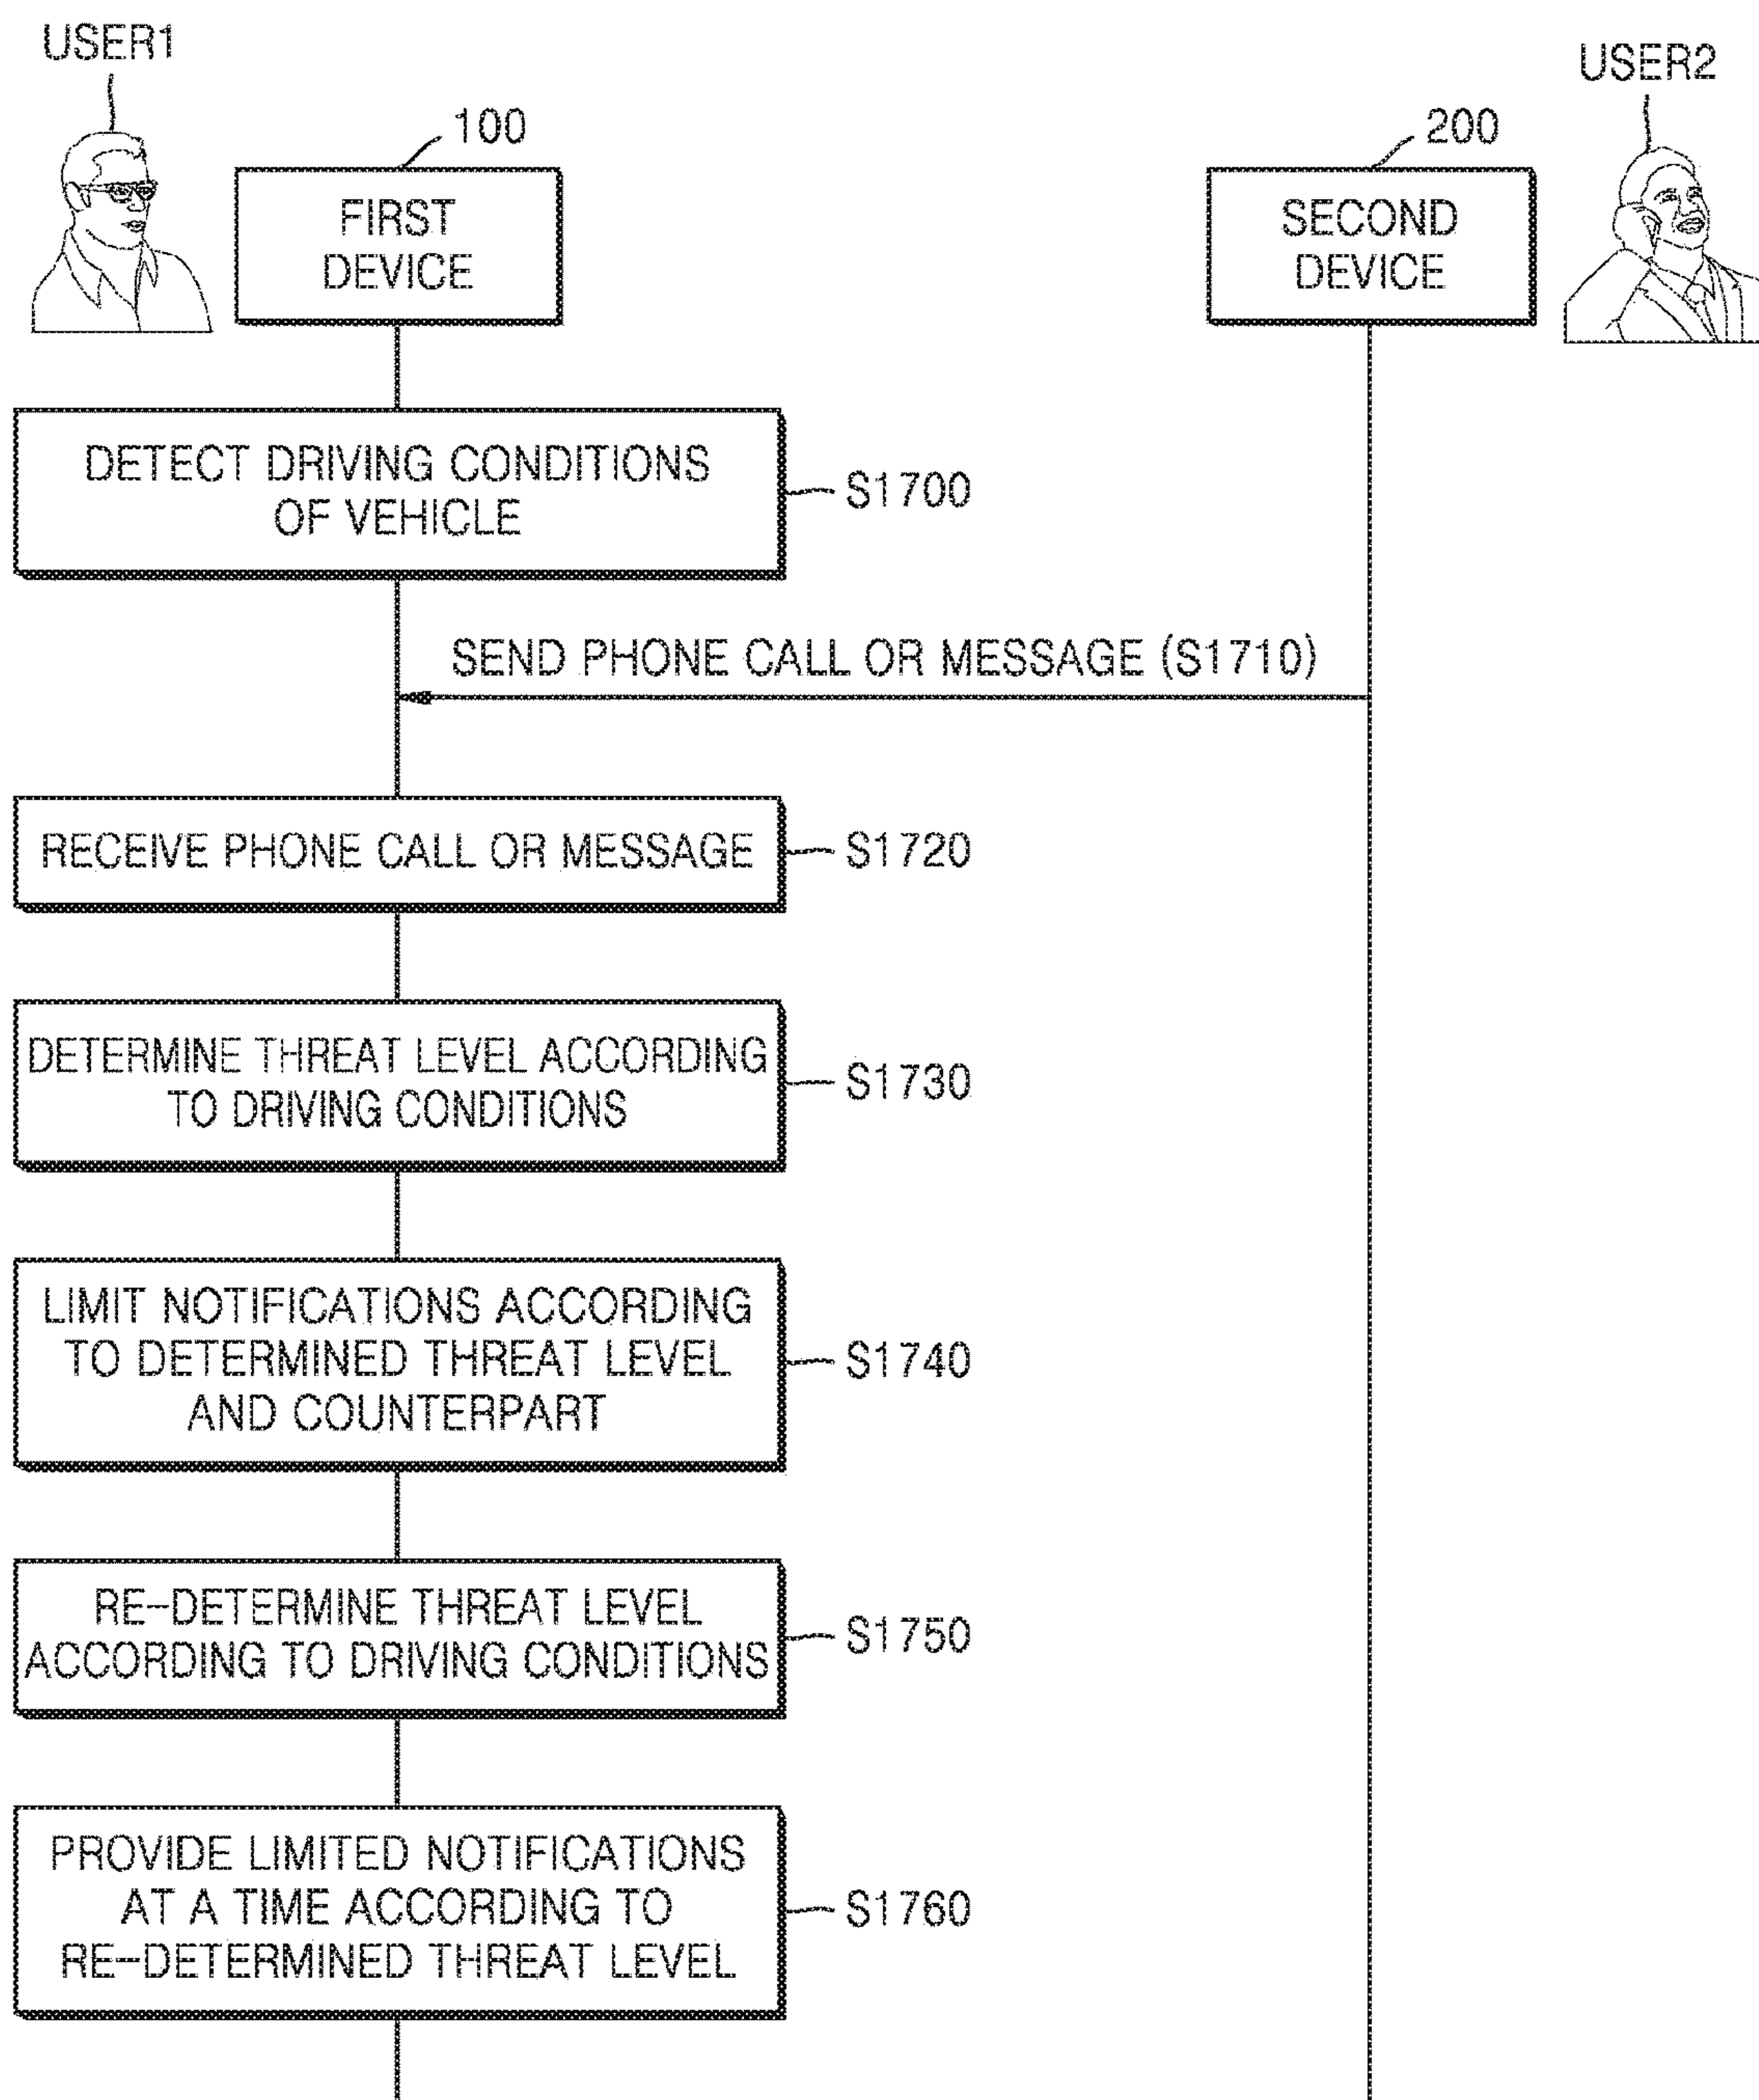 USER1
100
FIRST
DEVICE
USER2
200
SECOND
DEVICE
DETECT DRIVING CONDITIONS
OF VEHICLE
S1700
SEND PHONE CALL OR MESSAGE (S1710)
RECEIVE PHONE CALL OR MESSAGE
S1720
DETERMINE THREAT LEVEL ACCORDING
TO DRIVING CONDITIONS
S1730
LIMIT NOTIFICATIONS ACCORDING
TO DETERMINED THREAT LEVEL
AND COUNTERPART
S1740
RE-DETERMINE THREAT LEVEL
ACCORDING TO DRIVING CONDITIONS
S1750
PROVIDE LIMITED NOTIFICATIONS
AT A TIME ACCORDING TO
RE-DETERMINED THREAT LEVEL
S1760